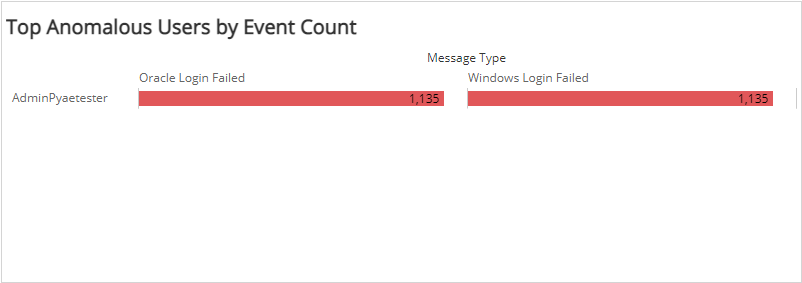 Top Anomalous Users by Event Count
Message Type
Oracle Login Failed Windows Login Failed
AdminPyaetester 1,135 1,135